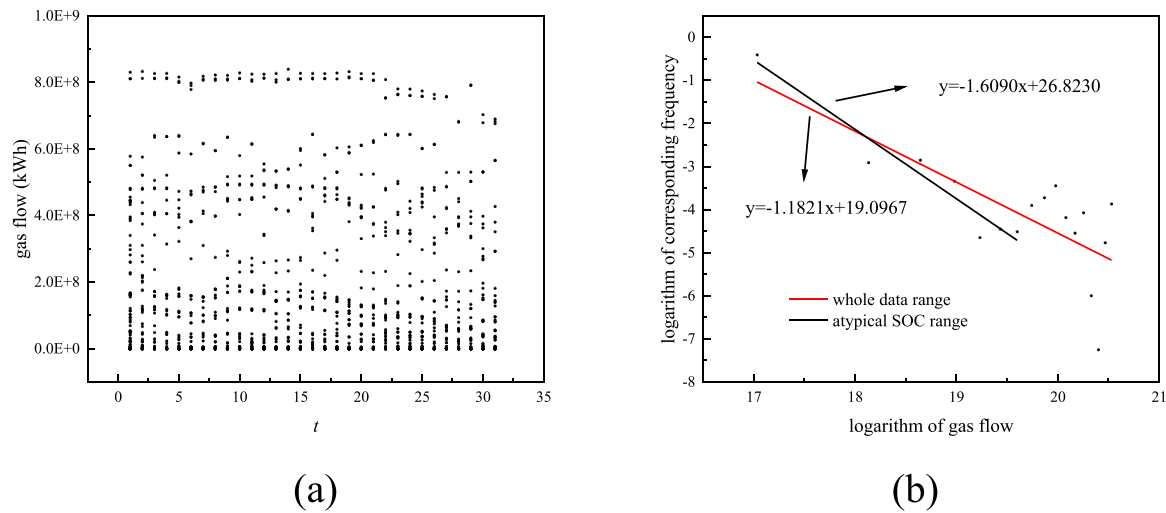 1.0E+9
8.0E+8
6.0E+8
4.0E+8
2.0E+8
0.0E+0
gas flow (kWh)
0 5 10 15 20 25 30 35
t
(a)
0
-1
-2
-3
-4
-5
-6
-7
-8
logarithm of corresponding frequency
y=-1.6090x+26.8230
y=-1.1821x+19.0967
whole data range
atypical SOC range
17 18 19 20 21
logarithm of gas flow
(b)